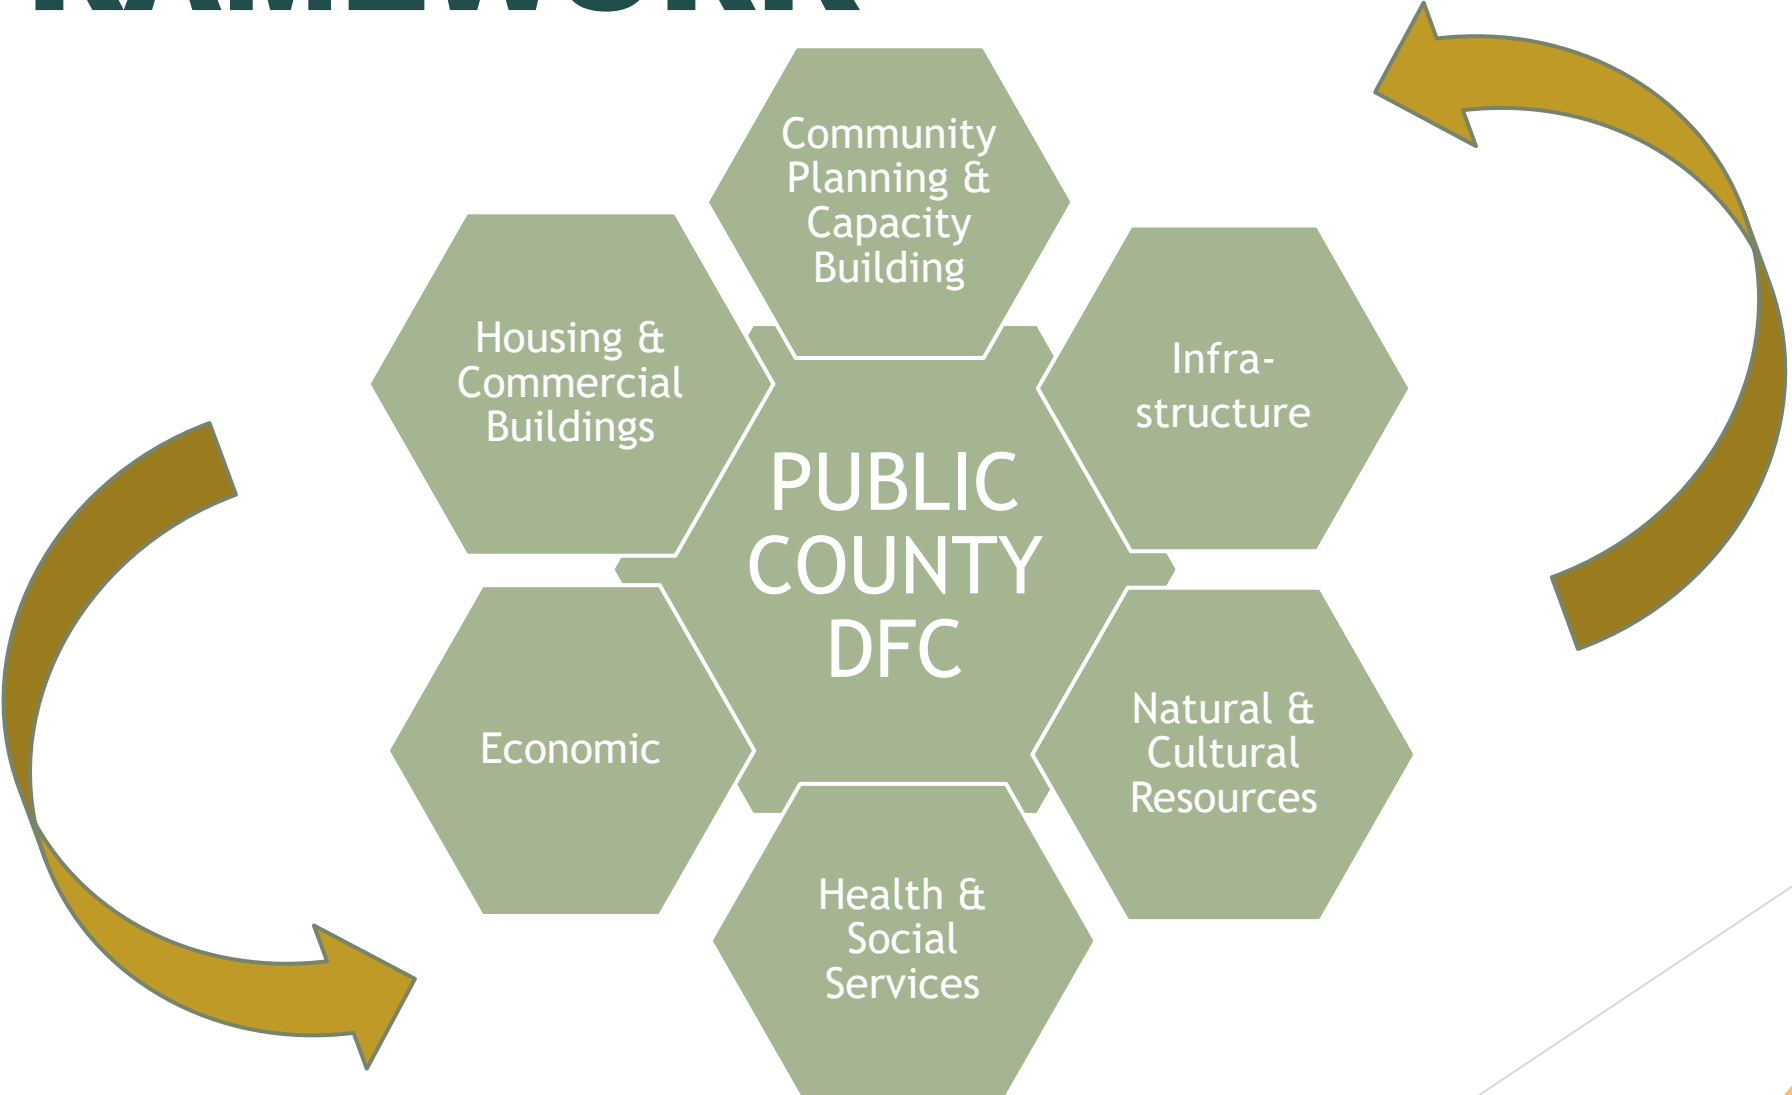 Community
Planning &
Capacity
Building
Housing &
Commercial
Buildings
Infra-
structure
PUBLIC
COUNTY
DFC
Economic
Natural &
Cultural
Resources
Health &
Social
Services